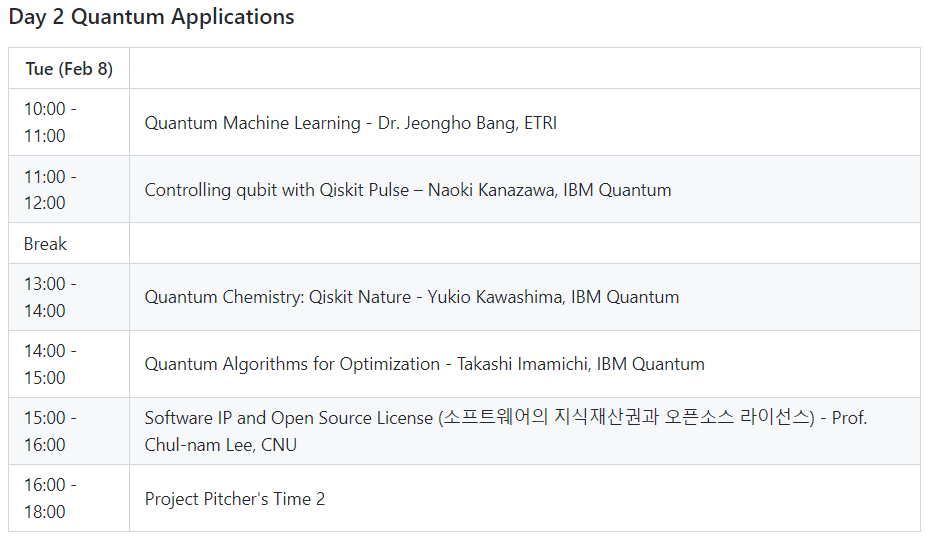 Day 2 Quantum Applications
Tue (Feb 8)
10:00 -
11:00
Quantum Machine Learning - Dr. Jeongho Bang, ETRI
11:00 -
12:00
Controlling qubit with Qiskit Pulse – Naoki Kanazawa, IBM Quantum
Break
13:00 -
14:00
Quantum Chemistry: Qiskit Nature - Yukio Kawashima, IBM Quantum
14:00 -
15:00
Quantum Algorithms for Optimization - Takashi Imamichi, IBM Quantum
15:00 -
16:00
Software IP and Open Source License (소프트웨어의 지식재산권과 오픈소스 라이선스) - Prof.
Chul-nam Lee, CNU
16:00 -
18:00
Project Pitcher's Time 2